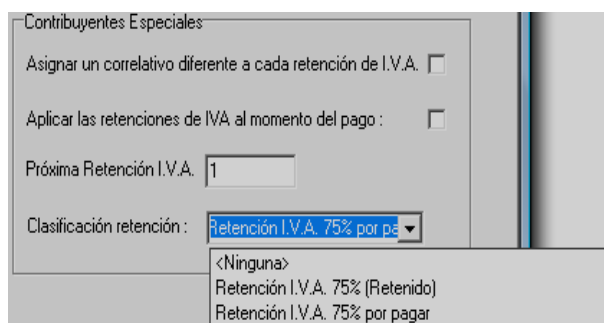 Contribuyentes Especiales
Asignar un correlativo diferente a cada retención de I.V.A.
Aplicar las retenciones de IVA al momento del pago :
Próxima Retención I.V.A. 1
Clasificación retención : Retención I.V.A. 75% por pa
<Ninguna>
Retención I.V.A. 75% (Retenido)
Retención I.V.A. 75% por pagar